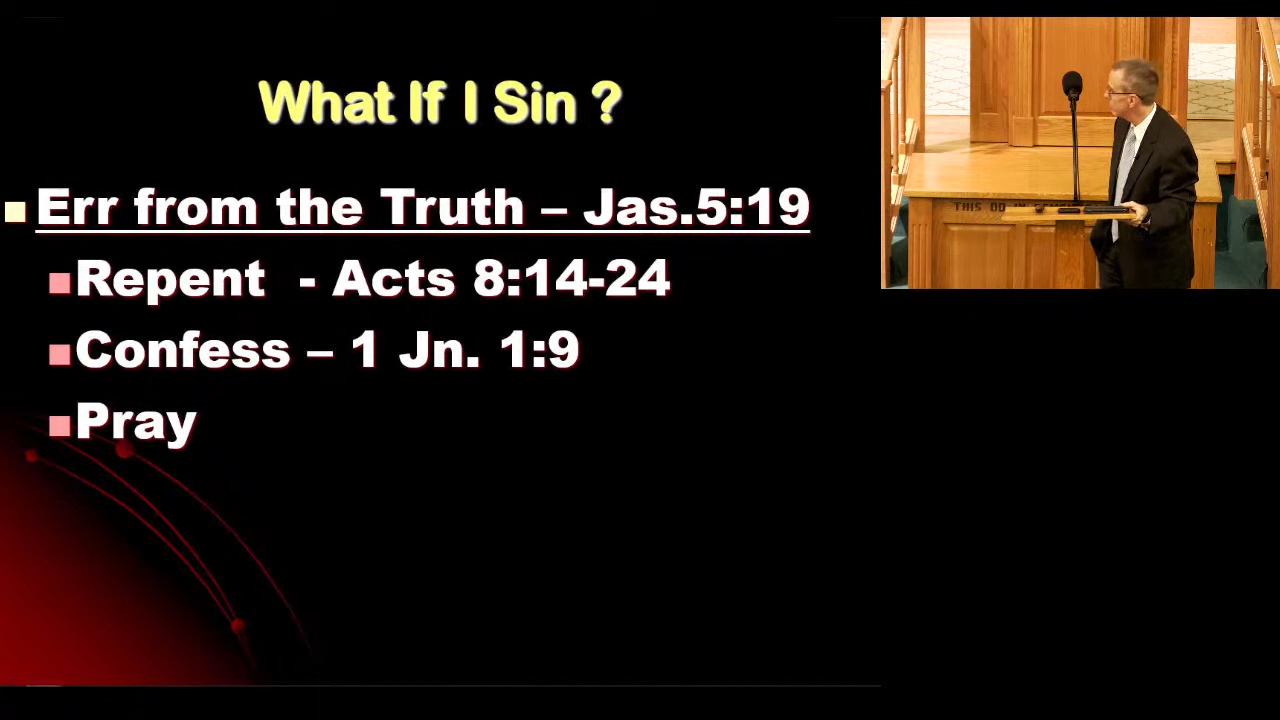 What If I Sin ?
Err from the Truth – Jas.5:19
Repent - Acts 8:14-24
Confess – 1 Jn. 1:9
Pray
THIS DO IN